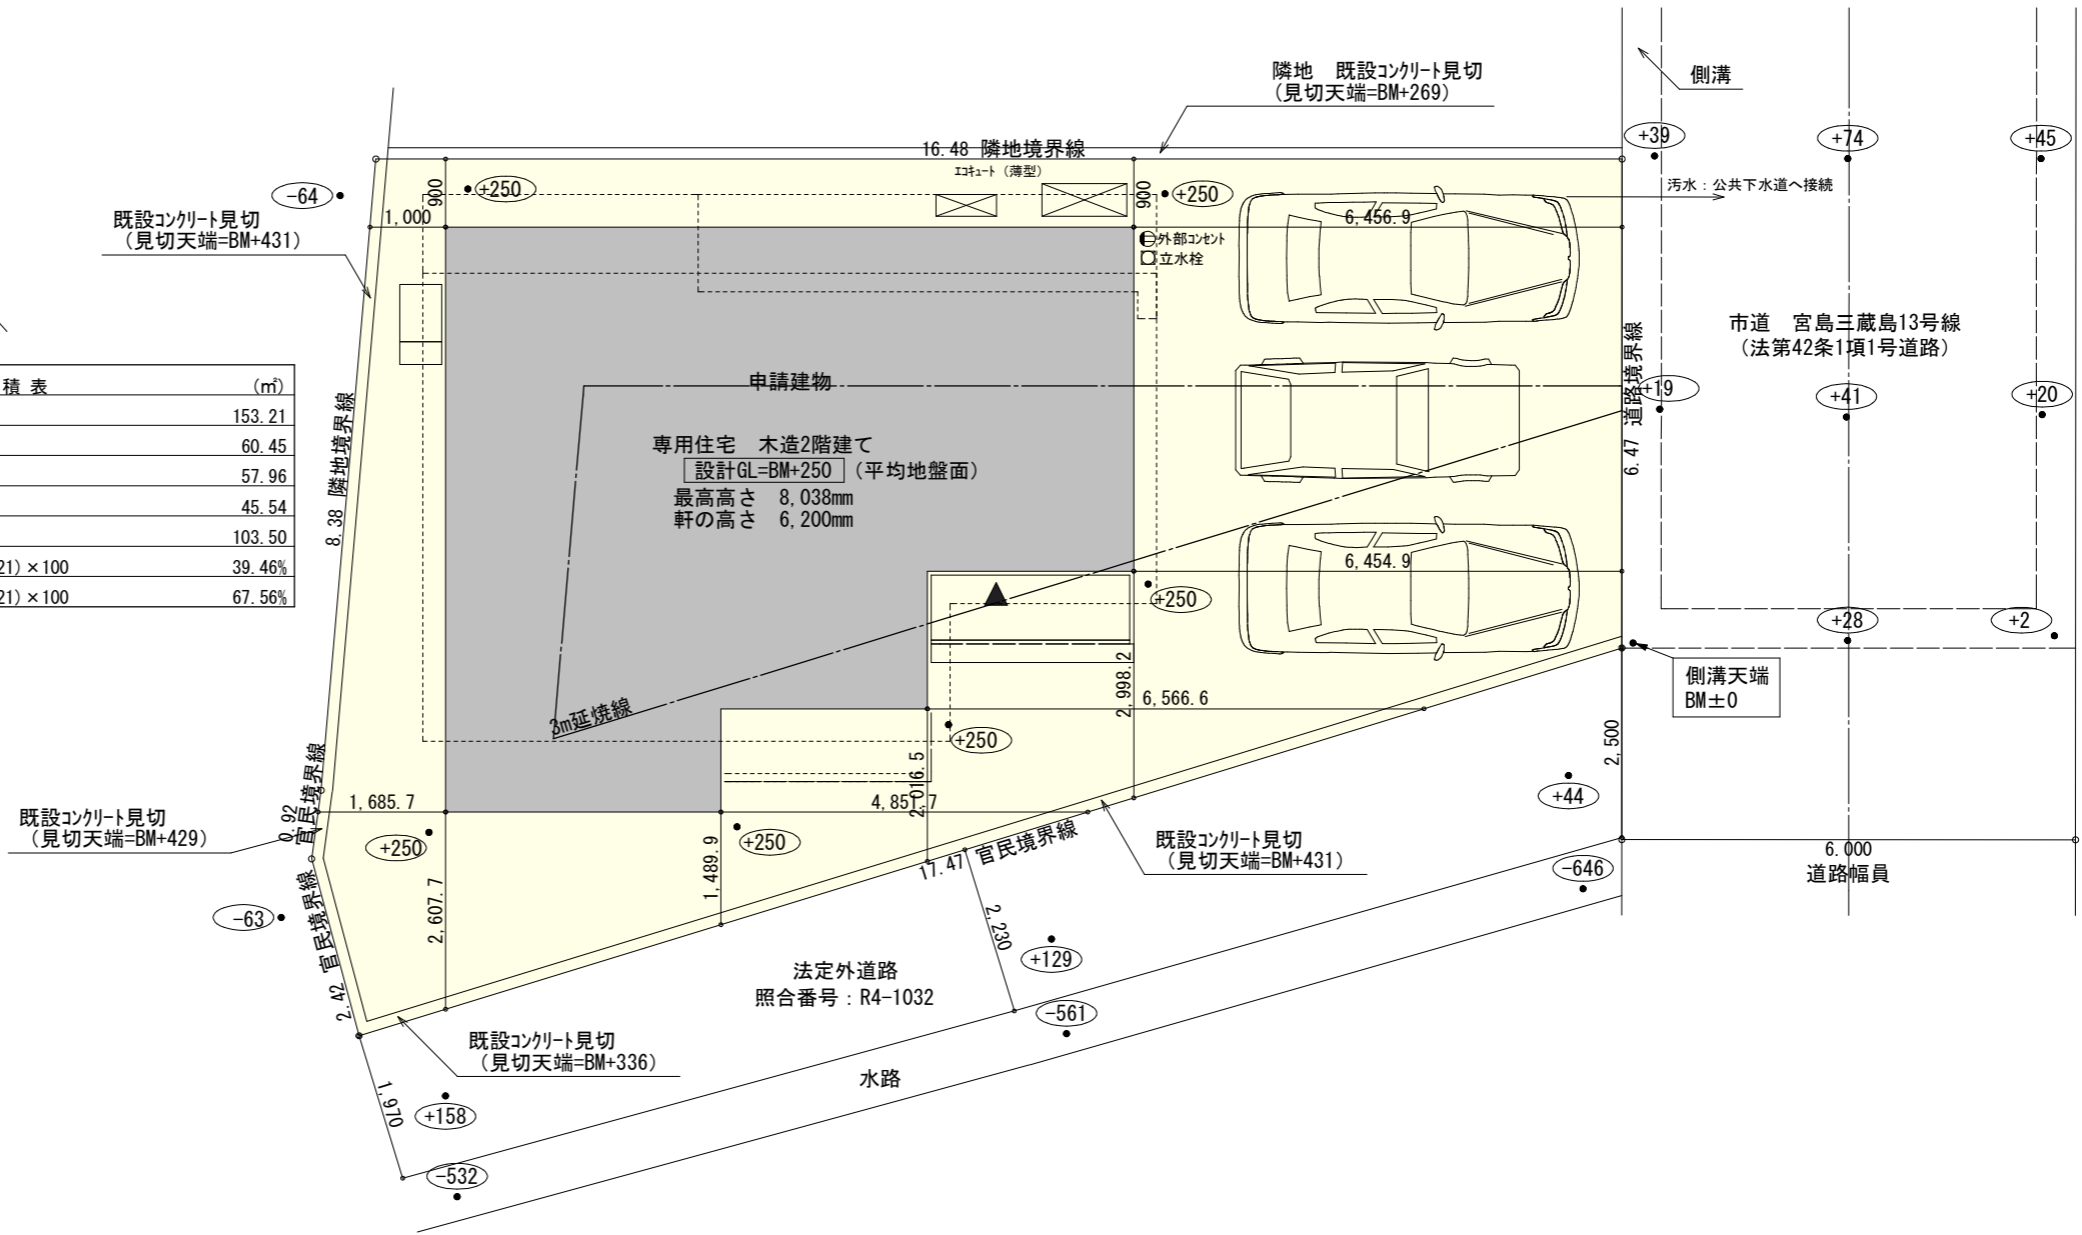 隣地　既設コンクリート見切
（見切天端=BM+269）
側溝
+39
+74
+45
16.48 隣地境界線
エコキュート（薄型）
-64
+250
900
900
+250
汚水：公共下水道へ接続
既設コンクリート見切
（見切天端=BM+431）
1,000
6,456.9
外部コンセント
立水栓
市道　宮島三蔵島13号線
（法第42条1項1号道路）
積 表 (㎡)
153.21
60.45
57.96
45.54
103.50
21)×100 39.46%
21)×100 67.56%
8.38 隣地境界線
申請建物
専用住宅　木造2階建て
設計GL=BM+250 （平均地盤面）
最高高さ　8,038mm
軒の高さ　6,200mm
6.47 道路境界線
+19
+41
+20
6,454.9
+250
+28
+2
側溝天端
BM±0
3m延焼線
2,998.2
6,566.6
+250
2,500
+44
0.92 官民境界線
既設コンクリート見切
（見切天端=BM+429）
1,685.7
2,016.5
4,851.7
+250
+250
既設コンクリート見切
（見切天端=BM+431）
17.47 官民境界線
6.000
道路幅員
-646
-63
2.42 官民境界線
2,607.7
1,489.9
2,230
+129
法定外道路
照合番号：R4-1032
-561
既設コンクリート見切
（見切天端=BM+336）
水路
1,970
+158
-532